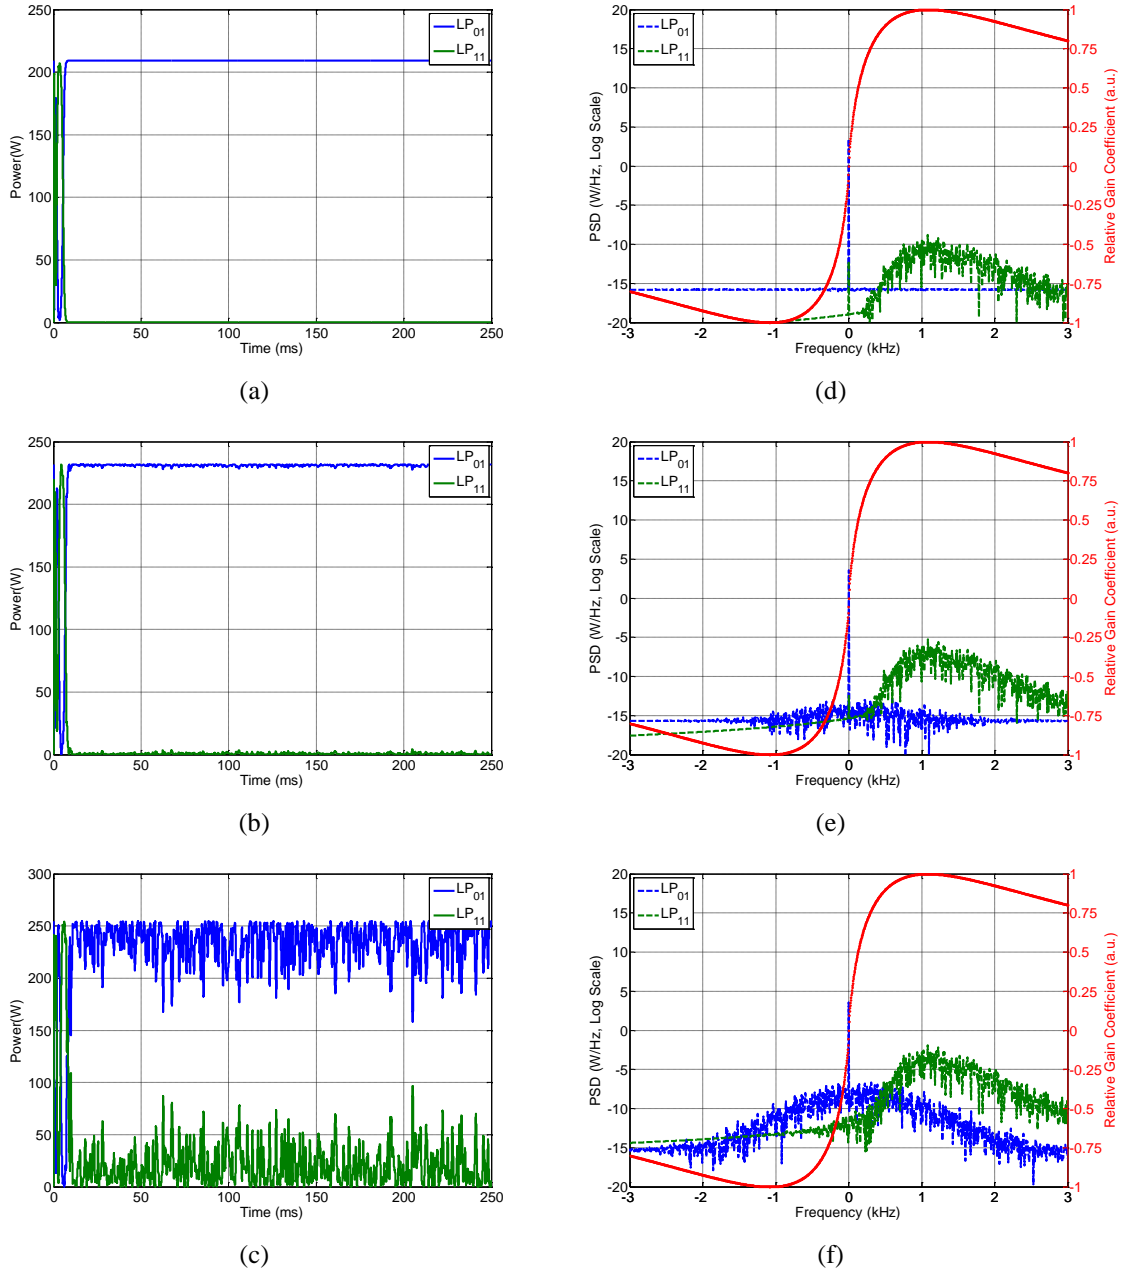 LP01
LP11
250
200
150
100
50
0
Power(W)
0 50 100 150 200 250
Time (ms)
(a)
LP01
LP11
20
15
10
5
0
-5
-10
-15
-20
PSD (W/Hz, Log Scale)
1
0.75
0.5
0.25
0
-0.25
-0.5
-0.75
-1
Relative Gain Coefficient (a.u.)
-3 -2 -1 0 1 2 3
Frequency (kHz)
(d)
LP01
LP11
250
200
150
100
50
0
Power(W)
0 50 100 150 200 250
Time (ms)
(b)
LP01
LP11
20
15
10
5
0
-5
-10
-15
-20
PSD (W/Hz, Log Scale)
1
0.75
0.5
0.25
0
-0.25
-0.5
-0.75
-1
Relative Gain Coefficient (a.u.)
-3 -2 -1 0 1 2 3
Frequency (kHz)
(e)
LP01
LP11
300
250
200
150
100
50
0
Power(W)
0 50 100 150 200 250
Time (ms)
(c)
LP01
LP11
20
15
10
5
0
-5
-10
-15
-20
PSD (W/Hz, Log Scale)
1
0.75
0.5
0.25
0
-0.25
-0.5
-0.75
-1
Relative Gain Coefficient (a.u.)
-3 -2 -1 0 1 2 3
Frequency (kHz)
(f)